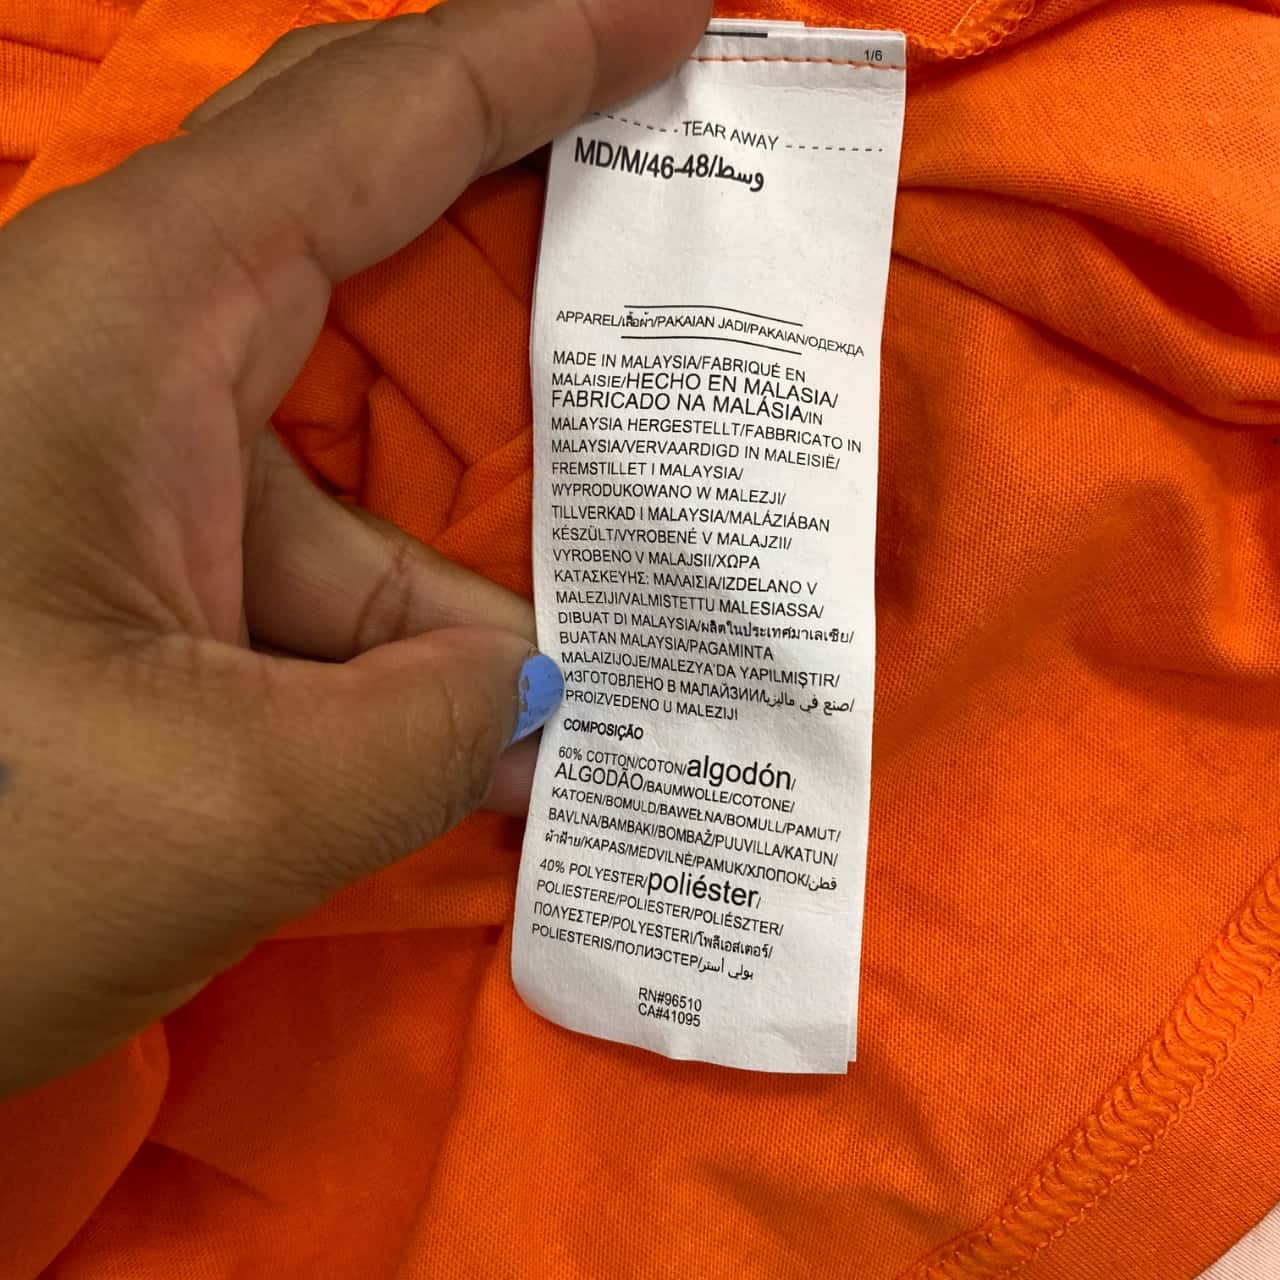 1/6
TEAR AWAY
MD/M/46-48/وسط
APPAREL/เสื้อผ้า/PAKAIAN JADI/PAKAIAN/ОДЕЖДА
MADE IN MALAYSIA/FABRIQUÉ EN
MALAISIE/HECHO EN MALASIA/
FABRICADO NA MALÁSIA/IN
MALAYSIA HERGESTELLT/FABBRICATO IN
MALAYSIA/VERVAARDIGD IN MALEISIË/
FREMSTILLET I MALAYSIA/
WYPRODUKOWANO W MALEZJI/
TILLVERKAD I MALAYSIA/MALÁZIÁBAN
KÉSZÜLT/VYROBENÉ V MALAJZII/
VYROBENO V MALAJSII/ΧΩΡΑ
ΚΑΤΑΣΚΕΥΗΣ: ΜΑΛΑΙΣΙΑ/IZDELANO V
MALEZIJI/VALMISTETTU MALESIASSA/
DIBUAT DI MALAYSIA/ผลิตในประเทศมาเลเซีย/
BUATAN MALAYSIA/PAGAMINTA
MALAIZIJOJE/MALEZYA'DA YAPILMIŞTIR/
ИЗГОТОВЛЕНО В МАЛАЙЗИИ/صنع في ماليزيا/
PROIZVEDENO U MALEZIJI
COMPOSIÇÃO
60% COTTON/COTON/algodón/
ALGODÃO/BAUMWOLLE/COTONE/
KATOEN/BOMULD/BAWEŁNA/BOMULL/PAMUT/
BAVLNA/BAMBAKI/BOMBAŽ/PUUVILLA/KATUN/
ผ้าฝ้าย/KAPAS/MEDVILNĖ/PAMUK/ХЛОПОК/قطن
40% POLYESTER/poliéster/
POLIESTERE/POLIESTER/POLIÉSZTER/
ΠΟΛΥΕΣΤΕΡ/POLYESTERI/โพลีเอสเตอร์/
POLIESTERIS/ПОЛИЭСТЕР/بولي أستر
RN#96510
CA#41095